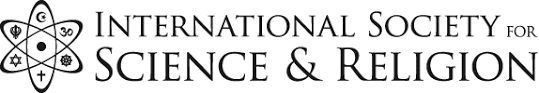 INTERNATIONAL SOCIETY FOR
SCIENCE & RELIGION